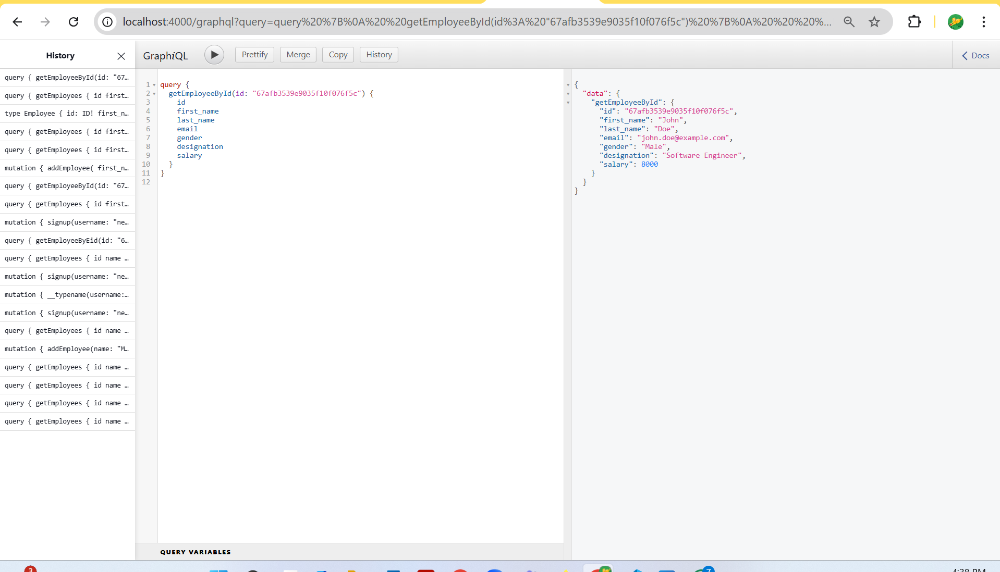 localhost:4000/graphql?query=query%20%7B%0A%20%20getEmployeeById(id%3A%20"67afb3539e9035f10f076f5c")%20%7B%0A%20%20%20%20%...
History
GraphiQL
Prettify
Merge
Copy
History
Docs
query { getEmployeeById(id: "67…
query { getEmployees { id first…
type Employee { id: ID! first_n…
query { getEmployees { id first…
query { getEmployees { id first…
mutation { addEmployee( first_n…
query { getEmployeeById(id: "67…
query { getEmployees { id first…
mutation { signup(username: "ne…
query { getEmployeeByEid(id: "6…
query { getEmployees { id name …
mutation { signup(username: "ne…
mutation { __typename(username:…
mutation { signup(username: "ne…
query { getEmployees { id name …
mutation { addEmployee(name: "M…
query { getEmployees { id name …
query { getEmployees { id name …
query { getEmployees { id name …
query { getEmployees { id name …
1 query {
2 getEmployeeById(id: "67afb3539e9035f10f076f5c") {
3 id
4 first_name
5 last_name
6 email
7 gender
8 designation
9 salary
10 }
11 }
12
{
"data": {
"getEmployeeById": {
"id": "67afb3539e9035f10f076f5c",
"first_name": "John",
"last_name": "Doe",
"email": "john.doe@example.com",
"gender": "Male",
"designation": "Software Engineer",
"salary": 8000
}
}
}
QUERY VARIABLES
3
7
4:38 PM